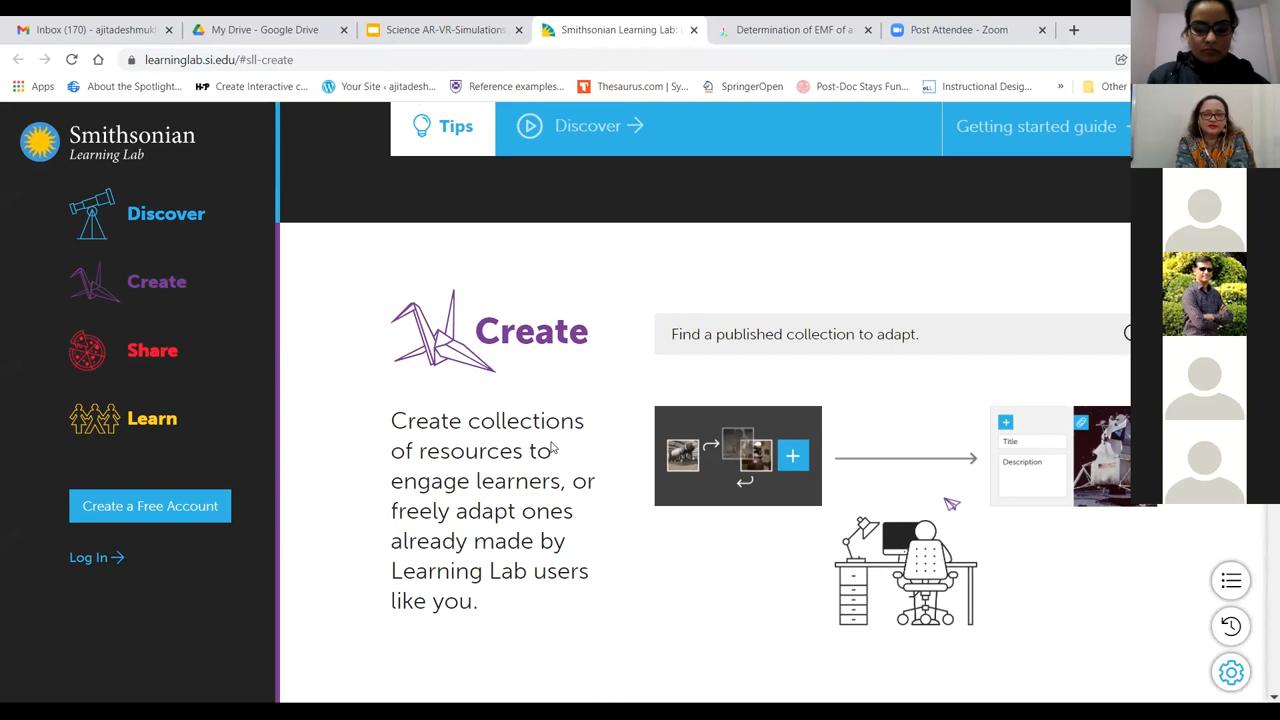 Inbox (170) - ajitadeshmukl
My Drive - Google Drive
Science AR-VR-Simulations
Smithsonian Learning Lab:
Determination of EMF of a
Post Attendee - Zoom
learninglab.si.edu/#sll-create
Apps
About the Spotlight...
H-P
Create Interactive c...
Your Site ‹ ajitadesh...
Reference examples...
Thesaurus.com | Sy...
SpringerOpen
Post-Doc Stays Fun...
Instructional Desig...
»
Other
Smithsonian
Learning Lab
Discover
Create
Share
Learn
Create a Free Account
Log In →
Tips
Discover →
Getting started guide
Create
Find a published collection to adapt.
Create collections
of resources to
engage learners, or
freely adapt ones
already made by
Learning Lab users
like you.
Title
Description